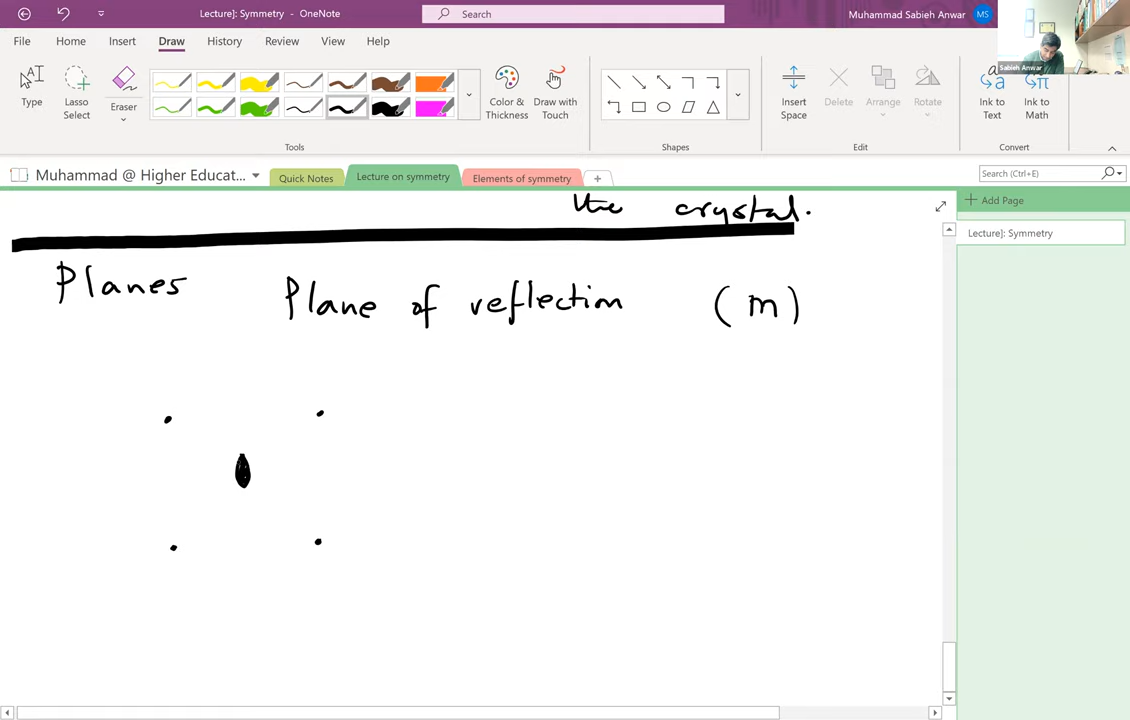 Lecture]: Symmetry - OneNote
Search
Muhammad Sabieh Anwar
MS
File Home Insert Draw History Review View Help
Sabieh Anwar
Type
Lasso Select
Eraser
Color & Thickness
Draw with Touch
Insert Space
Delete
Arrange
Rotate
Ink to Text
Ink to Math
Tools
Shapes
Edit
Convert
Muhammad @ Higher Educat...
Quick Notes
Lecture on symmetry
Elements of symmetry
Search (Ctrl+E)
Add Page
Lecture]: Symmetry
the crystal.
Planes
Plane of reflection (m)